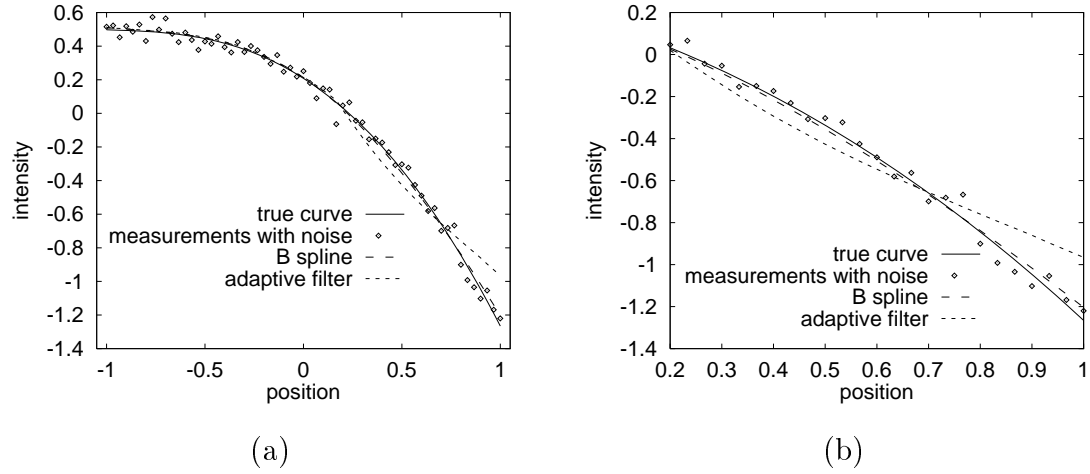 0.6
0.4
0.2
0
-0.2
-0.4
-0.6
-0.8
-1
-1.2
-1.4
intensity
true curve
measurements with noise
B spline
adaptive filter
-1 -0.5 0 0.5 1
position
(a)
0.2
0
-0.2
-0.4
-0.6
-0.8
-1
-1.2
-1.4
intensity
true curve
measurements with noise
B spline
adaptive filter
0.2 0.3 0.4 0.5 0.6 0.7 0.8 0.9 1
position
(b)